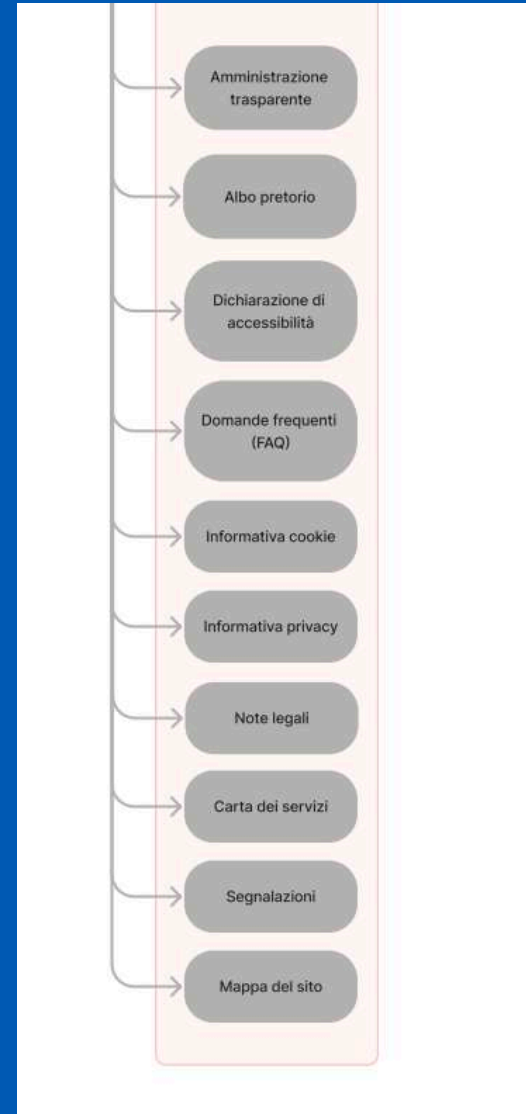 Amministrazione
trasparente
Albo pretorio
Dichiarazione di
accessibilità
Domande frequenti
(FAQ)
Informativa cookie
Informativa privacy
Note legali
Carta dei servizi
Segnalazioni
Mappa del sito